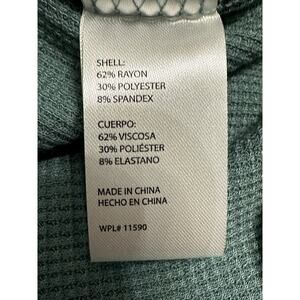 SHELL:
62% RAYON
30% POLYESTER
8% SPANDEX
CUERPO:
62% VISCOSA
30% POLIÉSTER
8% ELASTANO
MADE IN CHINA
HECHO EN CHINA
WPL# 11590